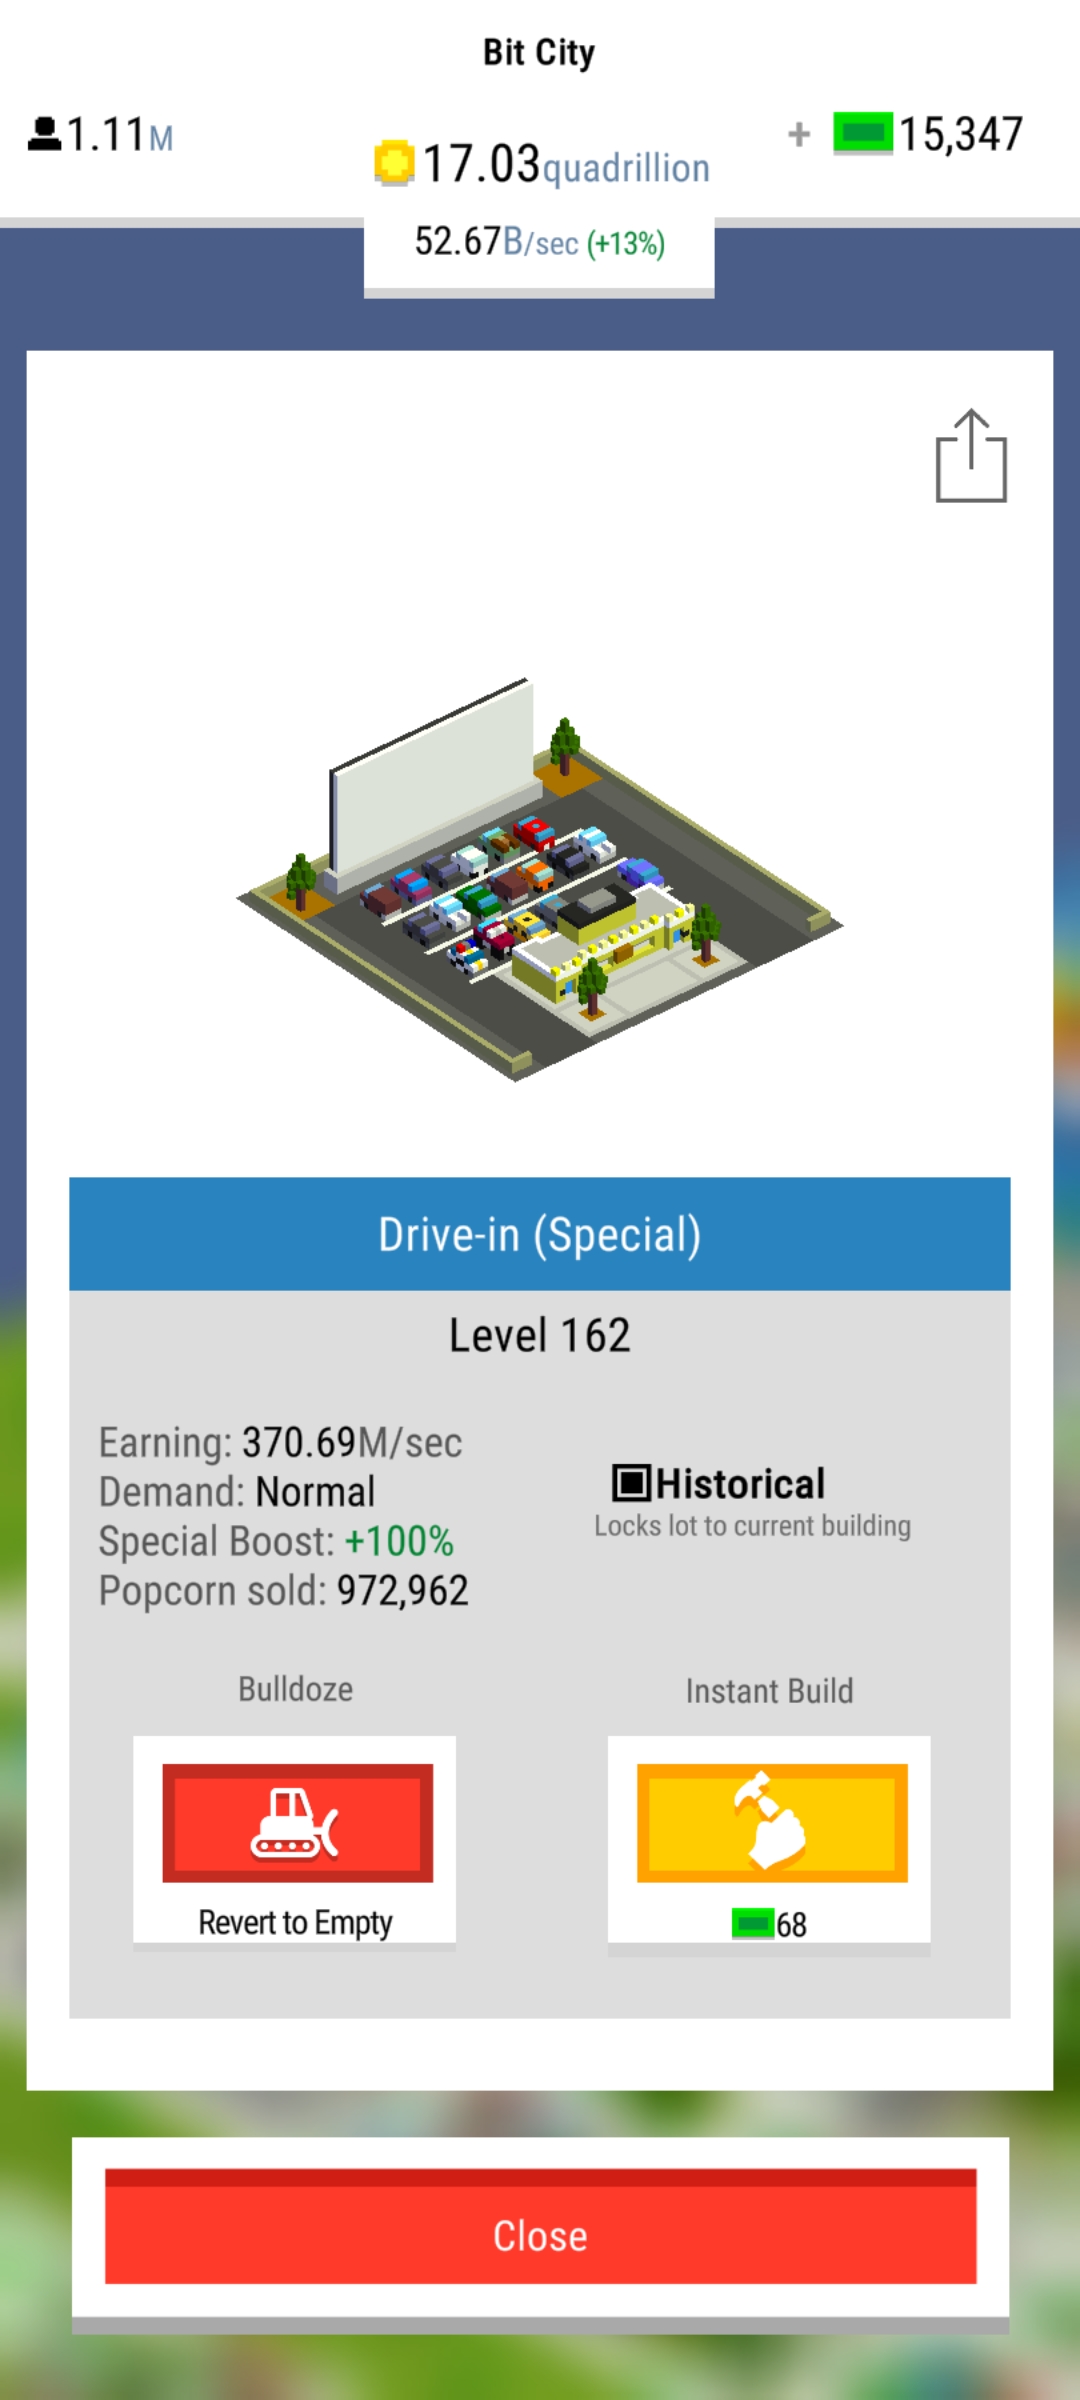 Bit City
1.11M
17.03quadrillion
+ 15,347
52.67B/sec (+13%)
Drive-in (Special)
Level 162
Earning: 370.69M/sec
Demand: Normal
Special Boost: +100%
Popcorn sold: 972,962
Historical
Locks lot to current building
Bulldoze
Instant Build
Revert to Empty
68
Close